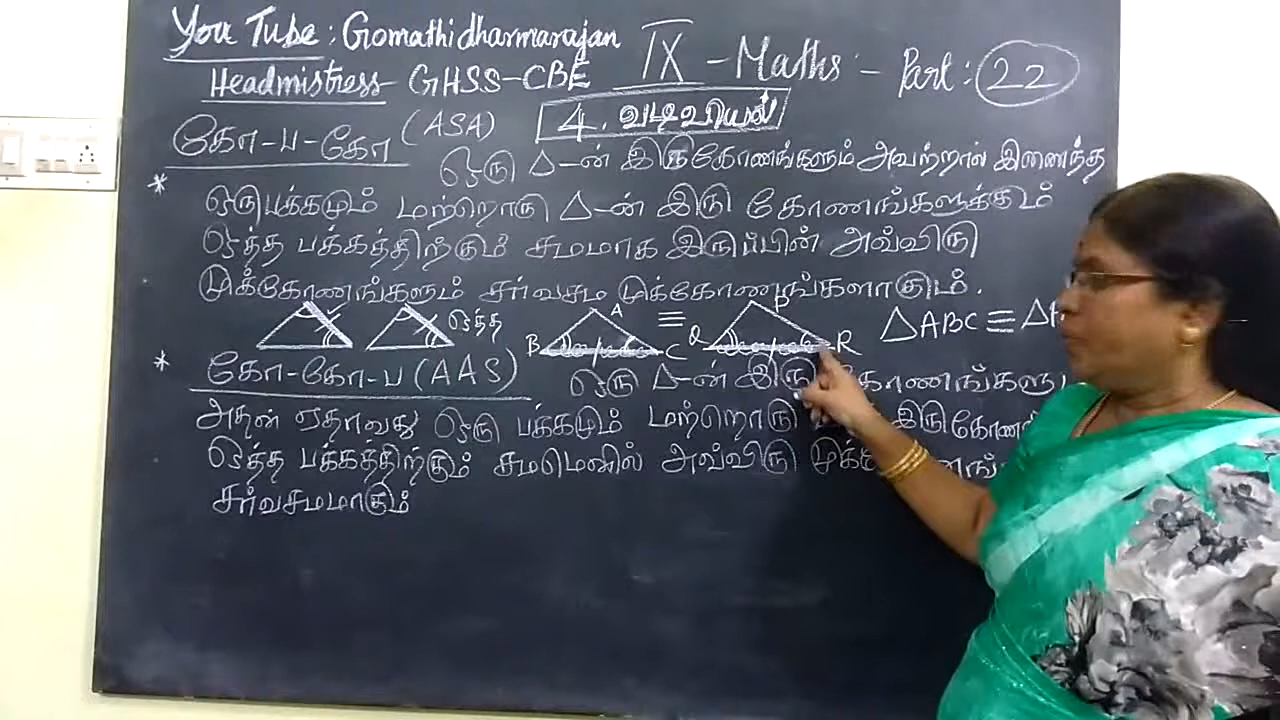 You Tube : Gomathidharmarajan
IX - Maths - Part : 22
Headmistress GHSS-CBE
4. வடிவியல்
கோ-ப-கோ (ASA)
* ஒரு Δ-ன் இருகோணங்களும் அவற்றால் இணைந்த
ஒருபக்கமும் மற்றொரு Δ-ன் இரு கோணங்களுக்கும்
ஒத்த பக்கத்திற்கும் சமமாக இருப்பின் அவ்விரு
முக்கோணங்களும் சர்வசம முக்கோணங்களாகும்.
ஒத்த A B C ≡ P Q R ΔABC ≡ Δ
* கோ-கோ-ப (AAS)
ஒரு Δ-ன் இரு கோணங்களு
அதன் ஏதாவது ஒரு பக்கமும் மற்றொரு இருகோண
ஒத்த பக்கத்திற்கும் சமமெனில் அவ்விரு
சர்வசமமாகும்